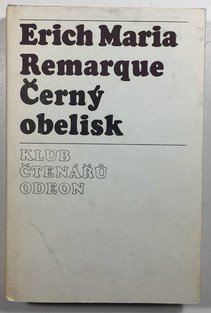 Erich Maria
Remarque
Černý
obelisk
KLUB
ČTENÁŘŮ
ODEON